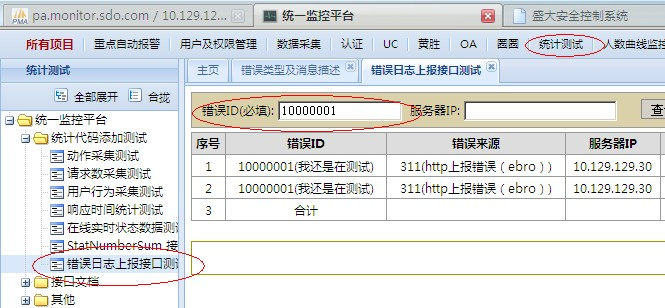 pa.monitor.sdo.com / 10.129.12...
统一监控平台
盛大安全控制系统
所有项目 重点自动报警 用户及权限管理 数据采集 认证 UC 黄胜 OA 圈圈 统计测试 人数曲线监控
统计测试
主页 错误类型及消息描述 错误日志上报接口测试
全部展开 合拢
错误ID(必填): 10000001 服务器IP:
统一监控平台
统计代码添加测试
动作采集测试
请求数采集测试
用户行为采集测试
响应时间统计测试
在线实时状态数据测
StatNumberSum 接
错误日志上报接口测
接口文档
其他
序号 错误ID 错误来源 服务器IP
1 10000001(我还是在测试) 311(http上报错误（ebro）) 10.129.129.30
2 10000001(我还是在测试) 311(http上报错误（ebro）) 10.129.129.30
3 合计